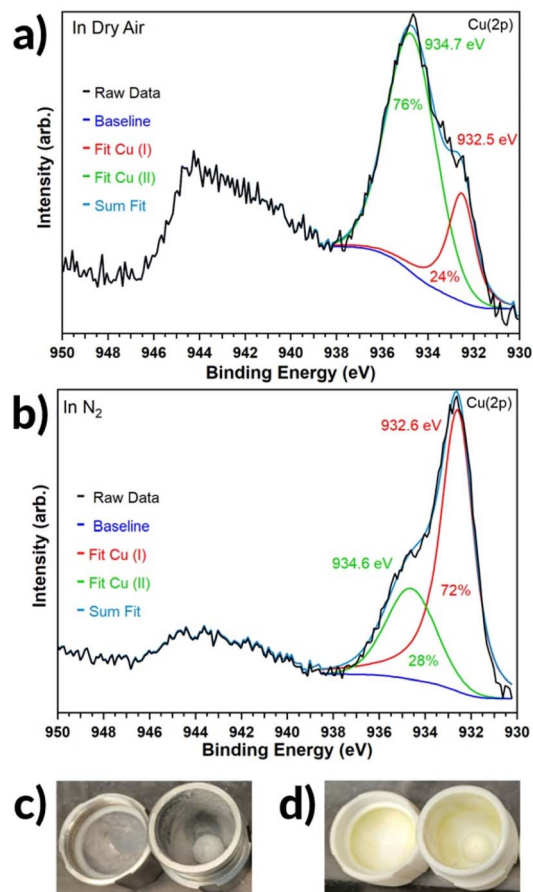 a)
In Dry Air
Cu(2p)
934.7 eV
Raw Data
76%
Baseline
932.5 eV
Fit Cu (I)
Fit Cu (II)
Sum Fit
24%
Intensity (arb.)
950 948 946 944 942 940 938 936 934 932 930
Binding Energy (eV)
b)
In N₂
Cu(2p)
932.6 eV
Raw Data
Baseline
934.6 eV
Fit Cu (I)
72%
Fit Cu (II)
28%
Sum Fit
Intensity (arb.)
950 948 946 944 942 940 938 936 934 932 930
Binding Energy (eV)
c)
d)